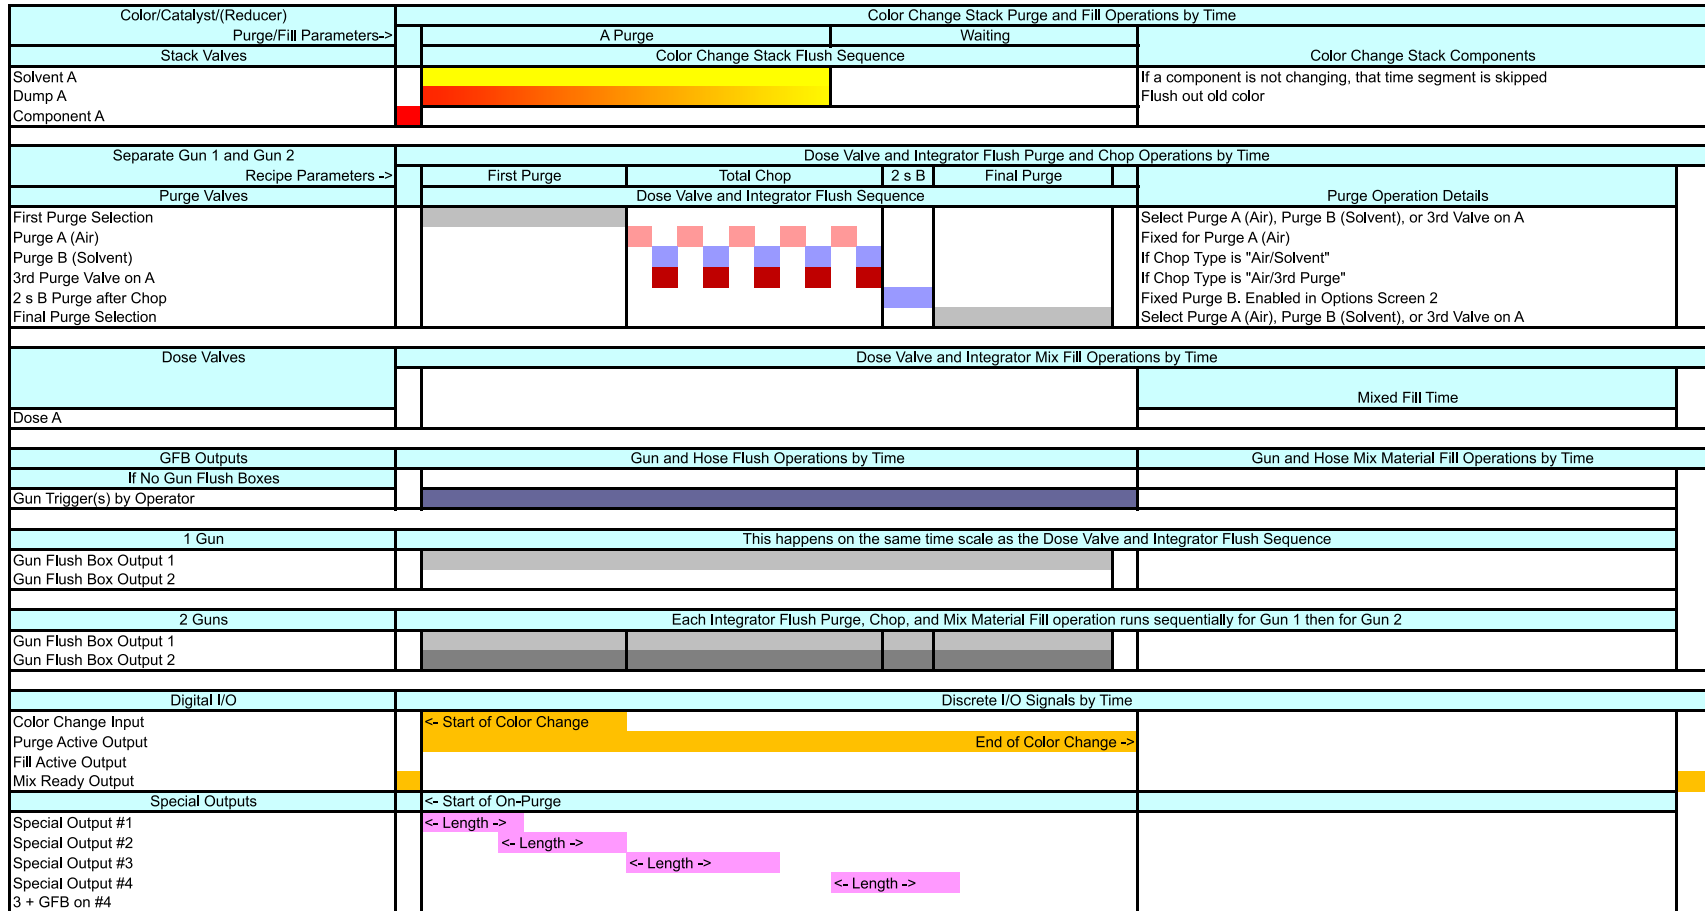 Color/Catalyst/(Reducer) Color Change Stack Purge and Fill Operations by Time
Purge/Fill Parameters-> A Purge Waiting
Stack Valves Color Change Stack Flush Sequence Color Change Stack Components
Solvent A If a component is not changing, that time segment is skipped
Dump A Flush out old color
Component A
Separate Gun 1 and Gun 2 Dose Valve and Integrator Flush Purge and Chop Operations by Time
Recipe Parameters -> First Purge Total Chop 2 s B Final Purge
Purge Valves Dose Valve and Integrator Flush Sequence Purge Operation Details
First Purge Selection Select Purge A (Air), Purge B (Solvent), or 3rd Valve on A
Purge A (Air) Fixed for Purge A (Air)
Purge B (Solvent) If Chop Type is "Air/Solvent"
3rd Purge Valve on A If Chop Type is "Air/3rd Purge"
2 s B Purge after Chop Fixed Purge B. Enabled in Options Screen 2
Final Purge Selection Select Purge A (Air), Purge B (Solvent), or 3rd Valve on A
Dose Valves Dose Valve and Integrator Mix Fill Operations by Time
Mixed Fill Time
Dose A
GFB Outputs Gun and Hose Flush Operations by Time Gun and Hose Mix Material Fill Operations by Time
If No Gun Flush Boxes
Gun Trigger(s) by Operator
1 Gun This happens on the same time scale as the Dose Valve and Integrator Flush Sequence
Gun Flush Box Output 1
Gun Flush Box Output 2
2 Guns Each Integrator Flush Purge, Chop, and Mix Material Fill operation runs sequentially for Gun 1 then for Gun 2
Gun Flush Box Output 1
Gun Flush Box Output 2
Digital I/O Discrete I/O Signals by Time
Color Change Input <- Start of Color Change
Purge Active Output End of Color Change ->
Fill Active Output
Mix Ready Output
Special Outputs <- Start of On-Purge
Special Output #1 <- Length ->
Special Output #2 <- Length ->
Special Output #3 <- Length ->
Special Output #4 <- Length ->
3 + GFB on #4